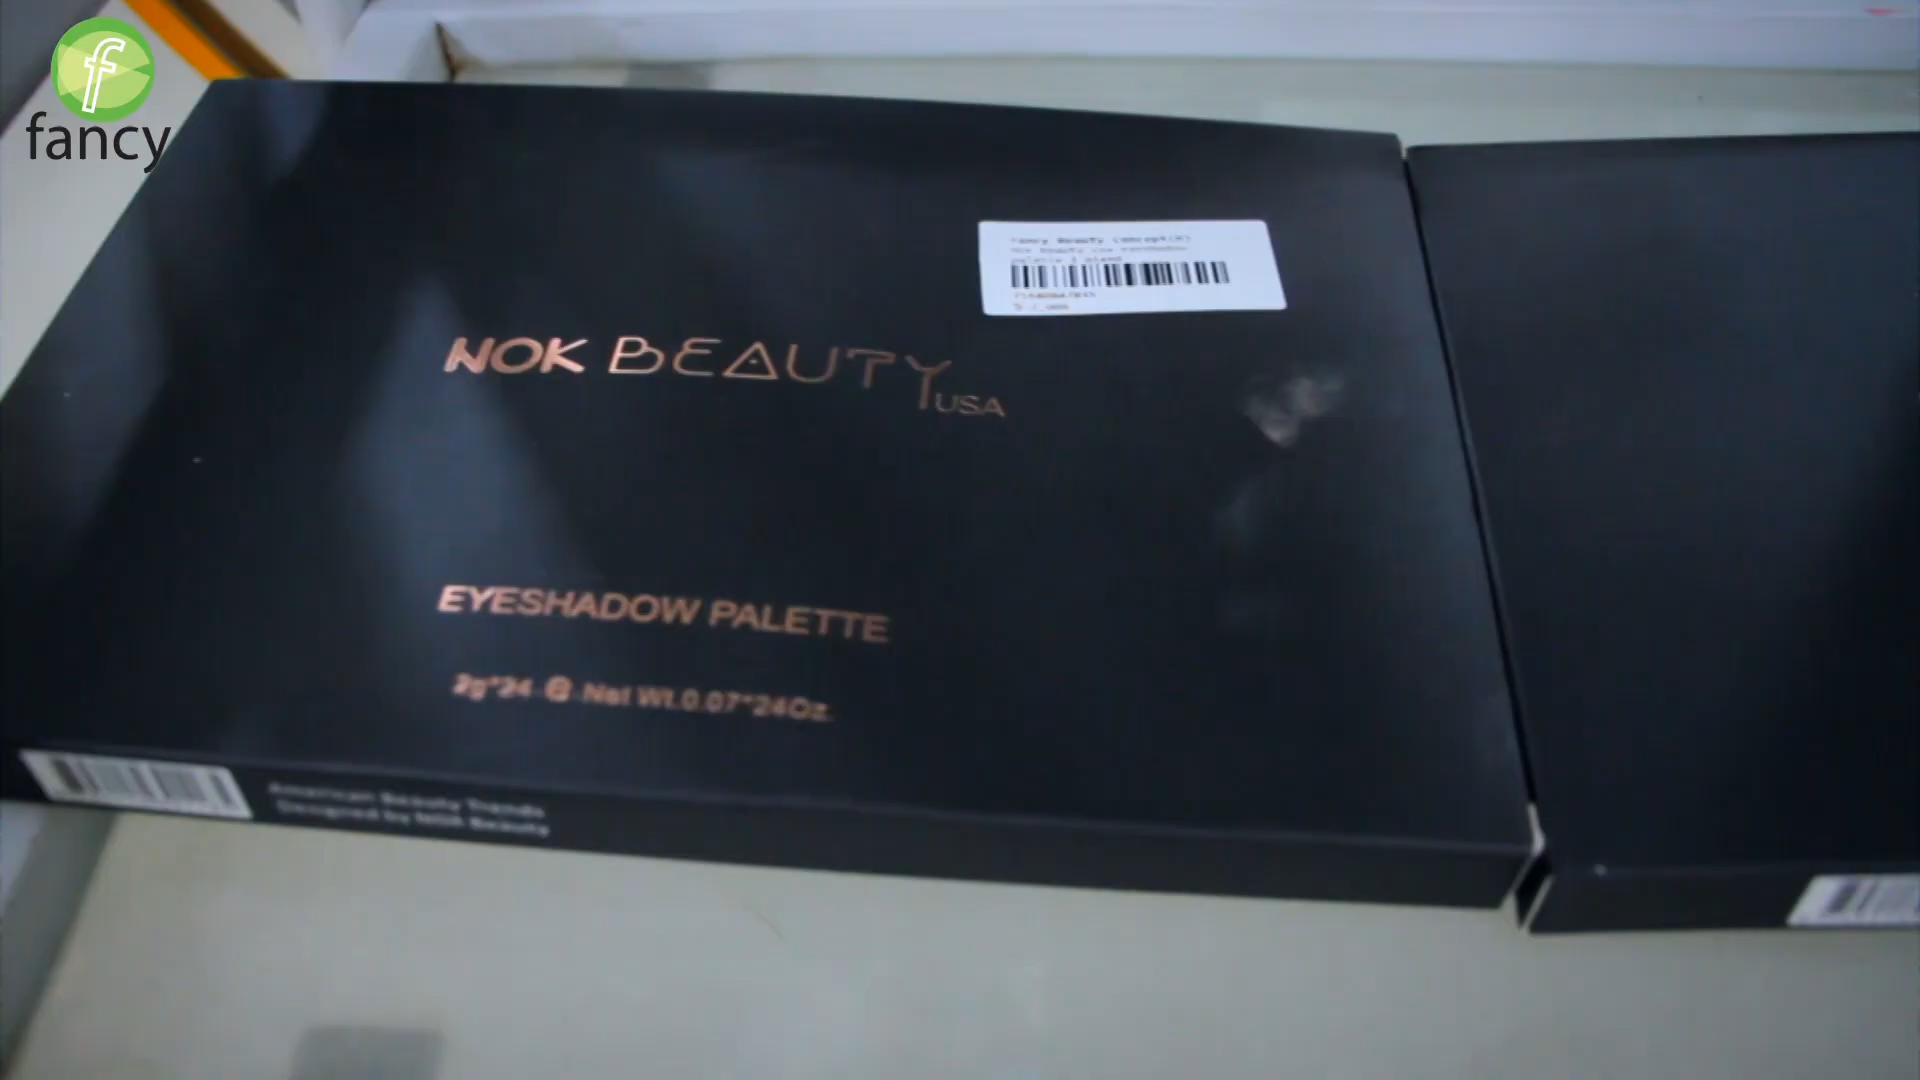 f
fancy
NOK BEAUTY USA
EYESHADOW PALETTE
2g*24 Net Wt.0.07*24Oz.
American Beauty Trends
Designed by NOK Beauty